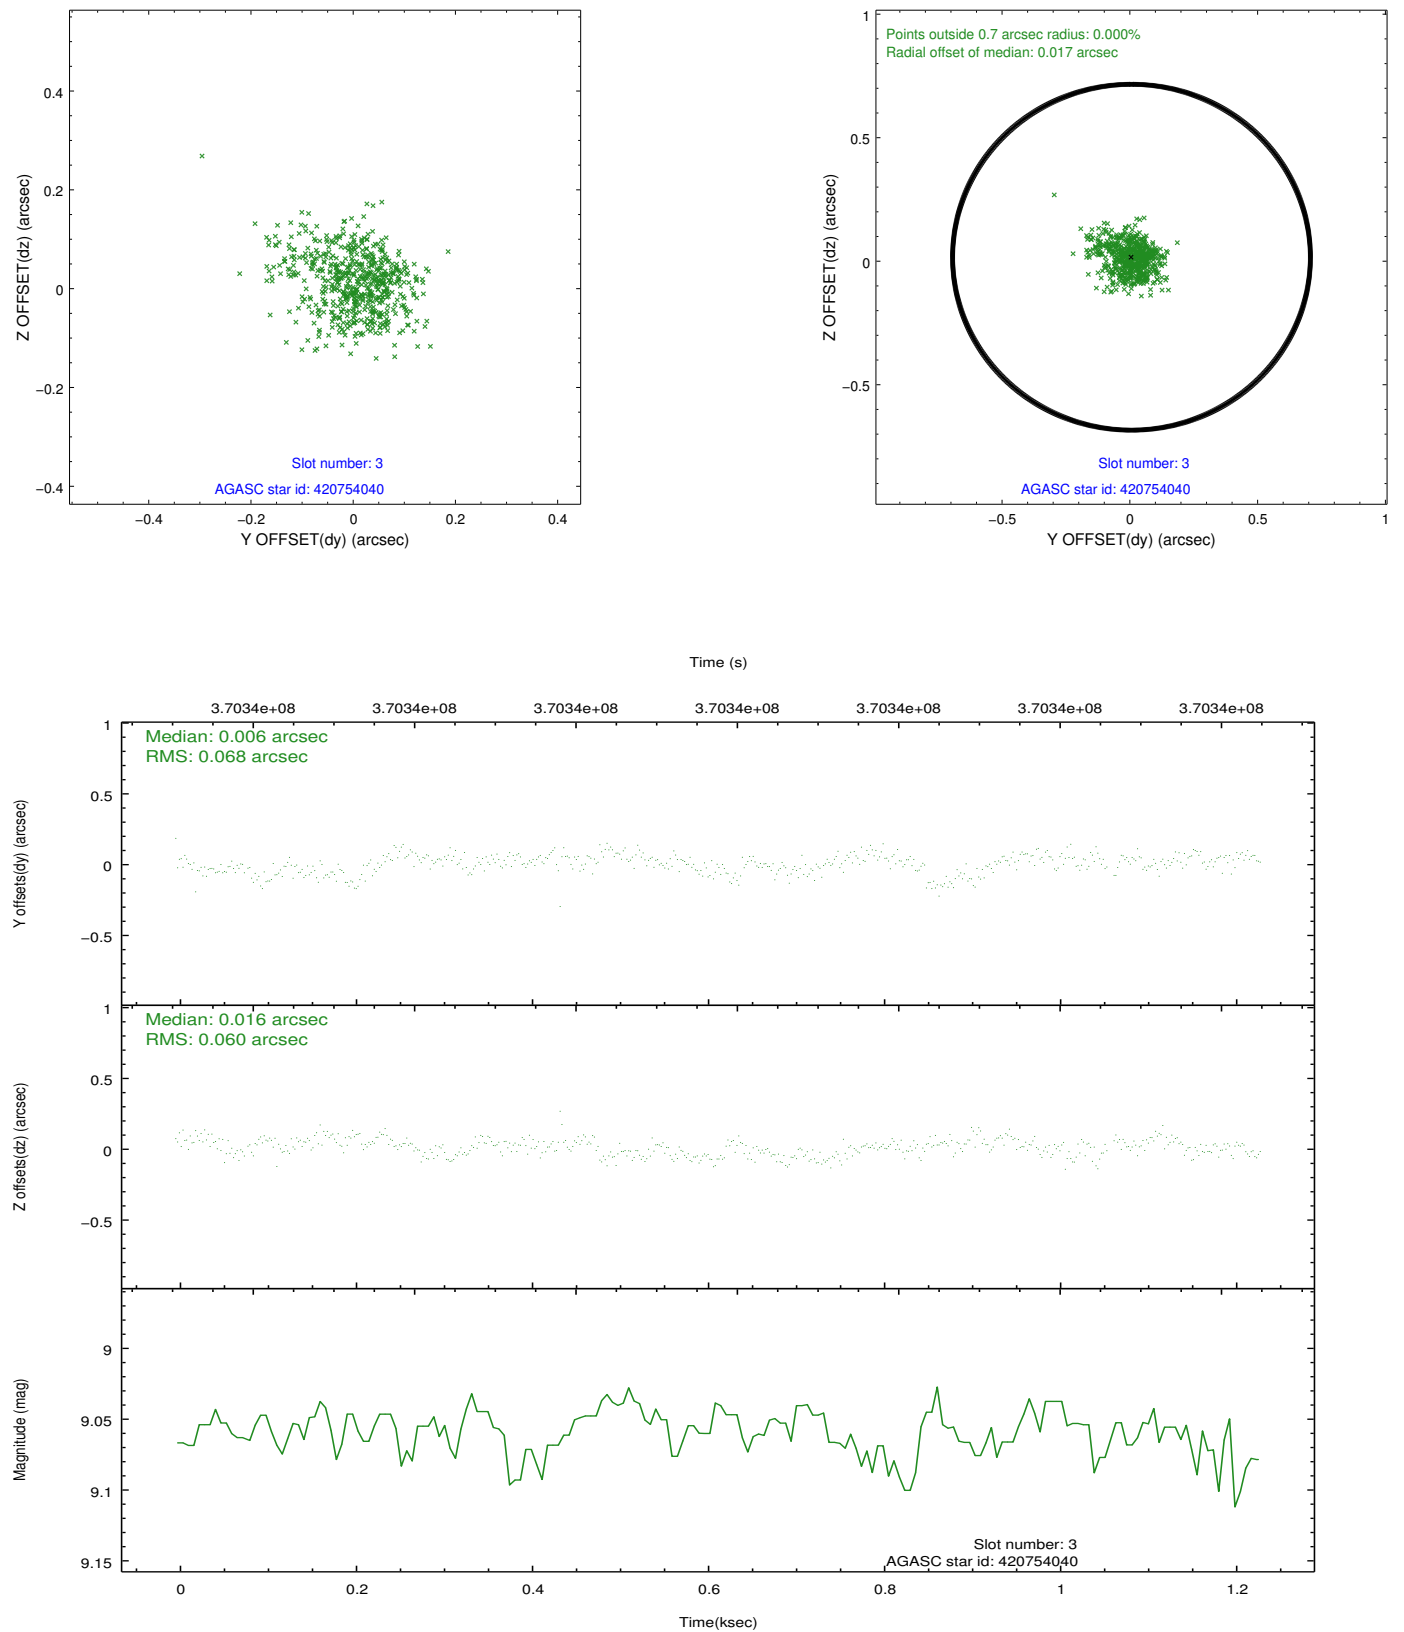 0.4
0.2
0
−0.2
−0.4
Z OFFSET(dz) (arcsec)
Slot number: 3
AGASC star id: 420754040
−0.4 −0.2 0 0.2 0.4
Y OFFSET(dy) (arcsec)
Points outside 0.7 arcsec radius: 0.000%
Radial offset of median: 0.017 arcsec
1
0.5
0
−0.5
Z OFFSET(dz) (arcsec)
Slot number: 3
AGASC star id: 420754040
−0.5 0 0.5 1
Y OFFSET(dy) (arcsec)
Time (s)
3.7034e+08 3.7034e+08 3.7034e+08 3.7034e+08 3.7034e+08 3.7034e+08 3.7034e+08
Median: 0.006 arcsec
RMS: 0.068 arcsec
1
0.5
0
−0.5
Y offsets(dy) (arcsec)
Median: 0.016 arcsec
RMS: 0.060 arcsec
1
0.5
0
−0.5
Z offsets(dz) (arcsec)
9
9.05
9.1
9.15
Magnitude (mag)
Slot number: 3
AGASC star id: 420754040
0 0.2 0.4 0.6 0.8 1 1.2
Time(ksec)